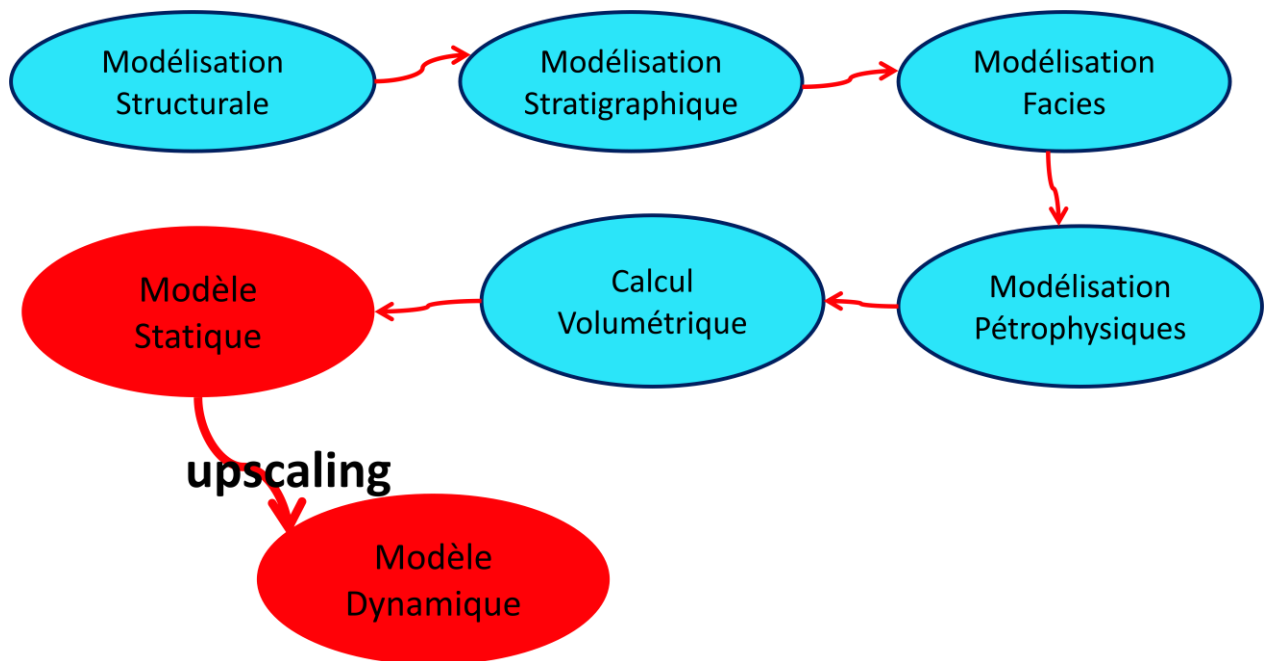 Modélisation
Structurale
Modélisation
Stratigraphique
Modélisation
Facies
Modélisation
Pétrophysiques
Calcul
Volumétrique
Modèle
Statique
upscaling
Modèle
Dynamique